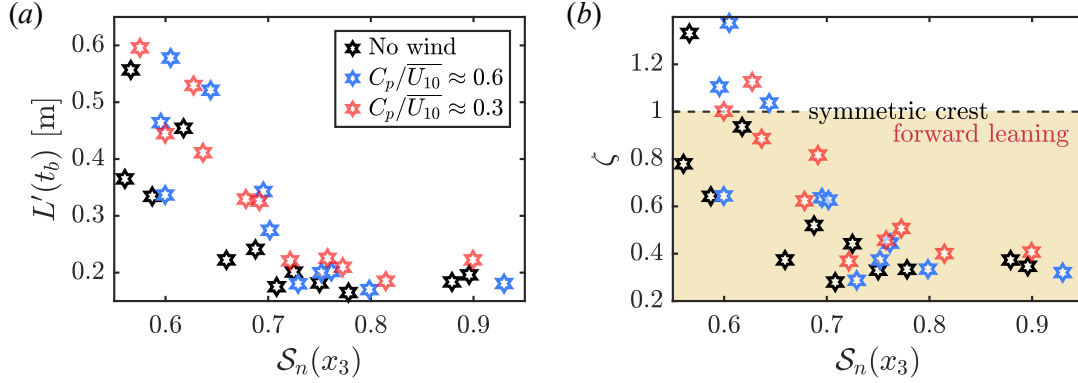 (a)
L′(t_b) [m]
0.6
0.5
0.4
0.3
0.2
No wind
C_p/\overline{U_{10}} ≈ 0.6
C_p/\overline{U_{10}} ≈ 0.3
0.6 0.7 0.8 0.9
𝒮_n(x_3)
(b)
ζ
1.2
1
0.8
0.6
0.4
0.2
symmetric crest
forward leaning
0.6 0.7 0.8 0.9
𝒮_n(x_3)